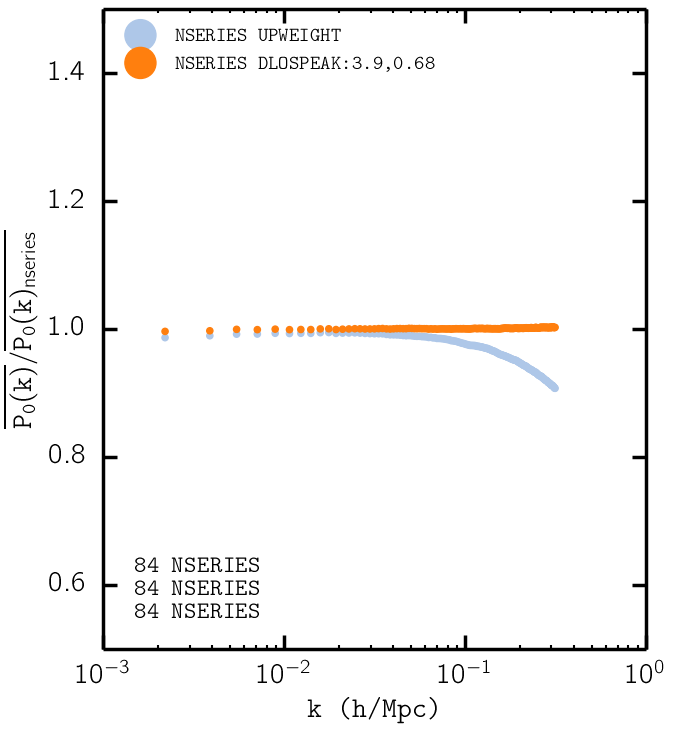 NSERIES UPWEIGHT
NSERIES DLOSPEAK:3.9,0.68
1.4
1.2
1.0
0.8
0.6
P₀(k)/P₀(k)nseries
84 NSERIES
84 NSERIES
84 NSERIES
10⁻³ 10⁻² 10⁻¹ 10⁰
k (h/Mpc)